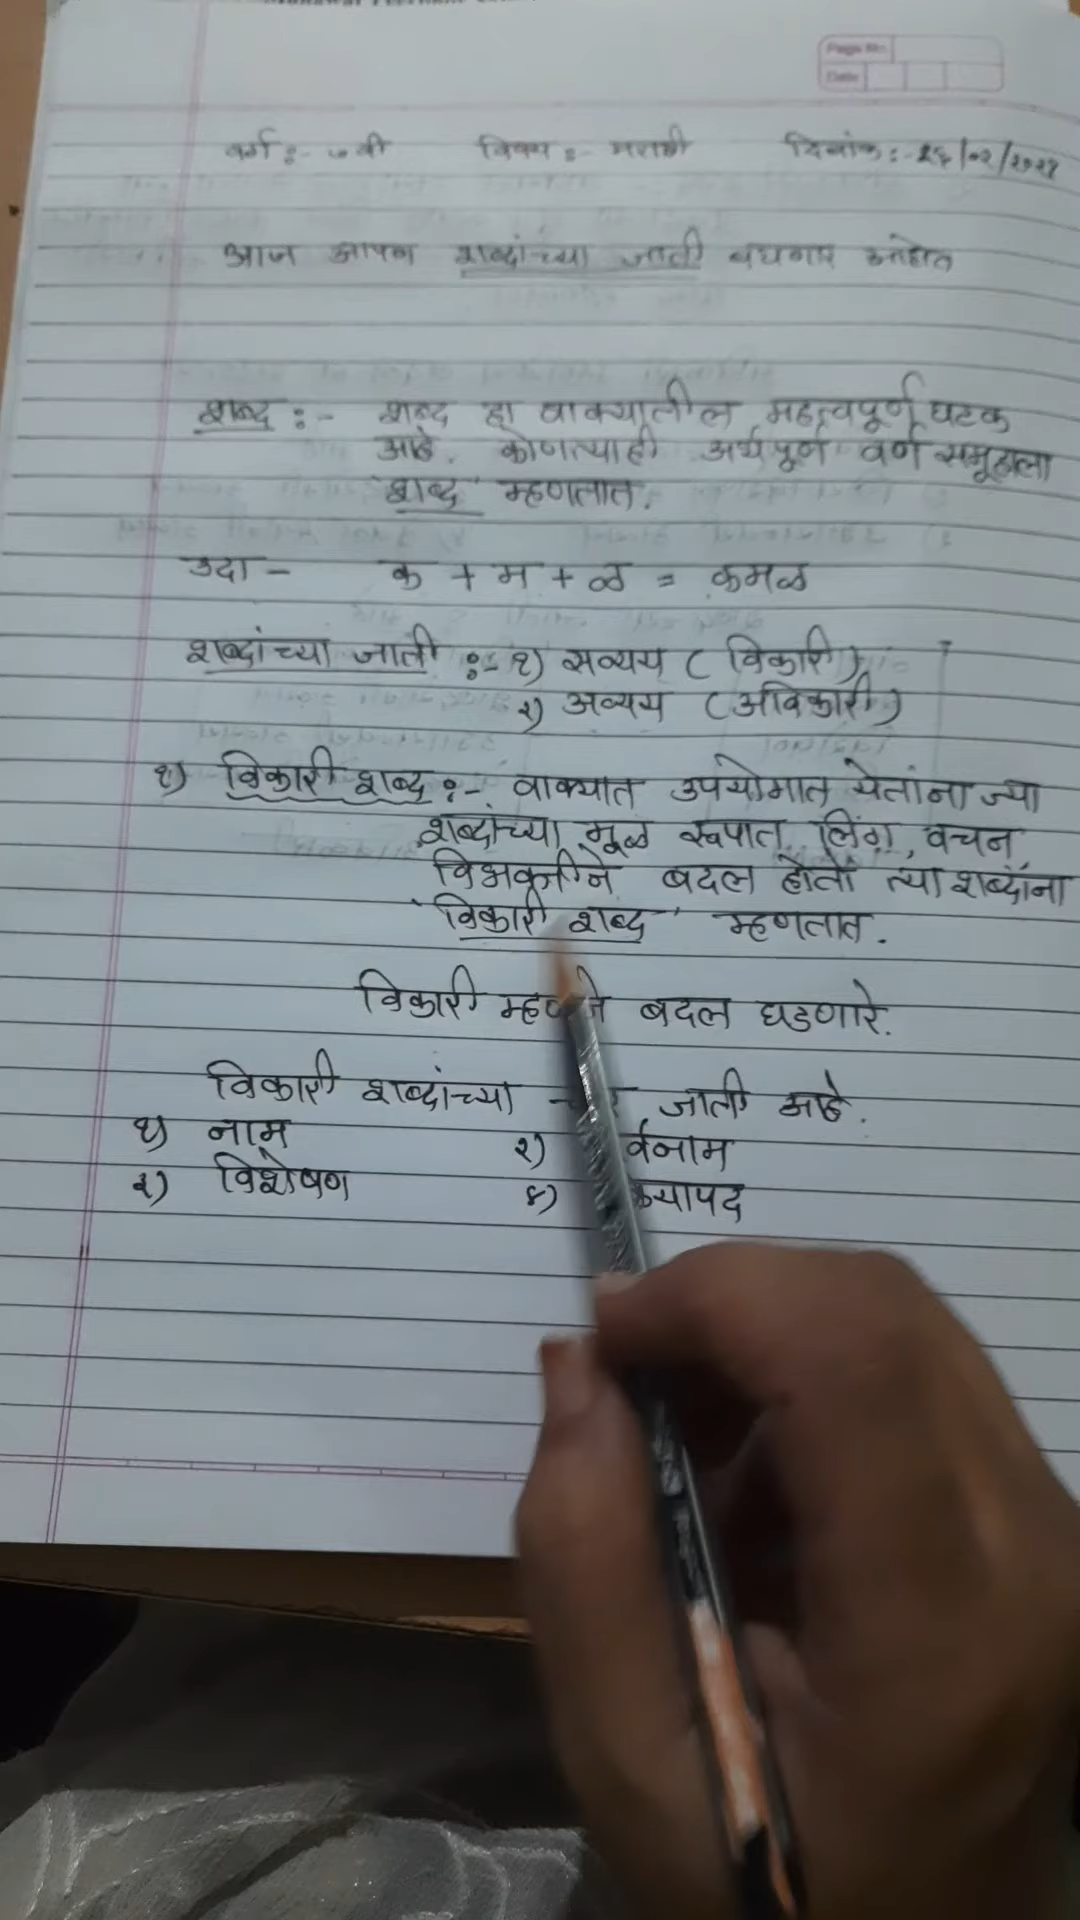 वर्ग :- ७ वी विषय :- मराठी दिनांक :- २६/०२/२०२४
आज आपण शब्दांच्या जाती बघणार आहोत
शब्द :- शब्द हा वाक्यातील महत्त्वपूर्ण घटक
आहे. कोणत्याही अर्थपूर्ण वर्ण समूहाला
'शब्द' म्हणतात.
उदा - क + म + ळ = कमळ
शब्दांच्या जाती :- १) सव्यय ( विकारी )
२) अव्यय ( अविकारी )
१) विकारी शब्द :- वाक्यात उपयोगात येतांना ज्या
शब्दांच्या मूळ रूपात लिंग, वचन,
विभक्तीने बदल होतो त्या शब्दांना
'विकारी शब्द' म्हणतात.
विकारी म्हणजे बदल घडणारे.
विकारी शब्दांच्या जाती आहे.
१) नाम २) र्वनाम
३) विशेषण ४) यापद